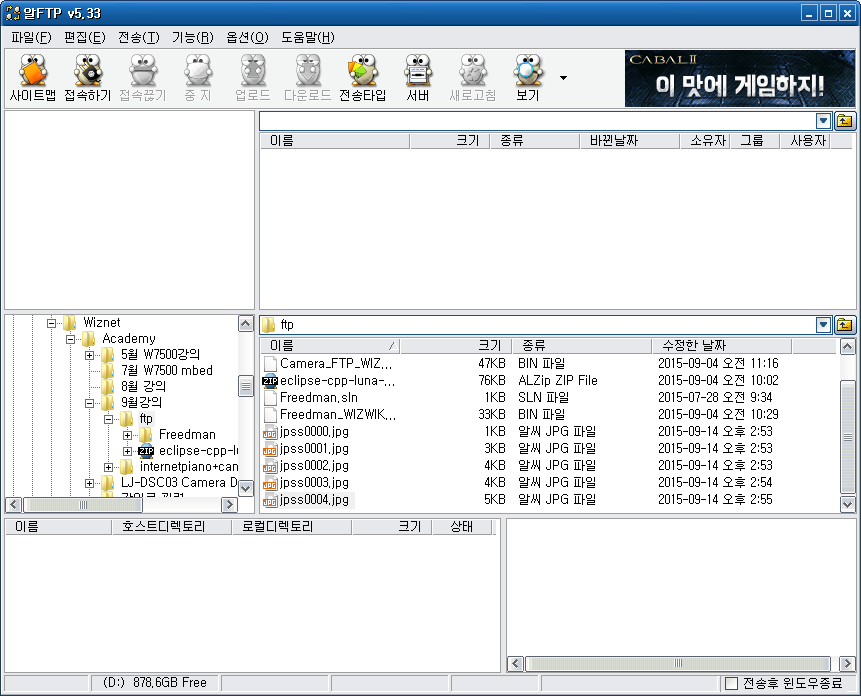 알FTP v5.33
파일(F) 편집(E) 전송(T) 기능(R) 옵션(O) 도움말(H)
사이트맵 접속하기 접속끊기 중 지 업로드 다운로드 전송타입 서버 새로고침 보기
CABAL II
이 맛에 게임하지!
이름 크기 종류 바뀐날짜 소유자 그룹 사용자
Wiznet
Academy
5월 W7500강의
7월 W7500 mbed
8월 강의
9월강의
ftp
Freedman
ZIP eclipse-cpp-lu
internetpiano+can
LJ-DSC03 Camera D
ftp
이름 크기 종류 수정한 날짜
Camera_FTP_WIZ... 47KB BIN 파일 2015-09-04 오전 11:16
ZIP eclipse-cpp-luna-... 76KB ALZip ZIP File 2015-09-04 오전 10:02
Freedman.sln 1KB SLN 파일 2015-07-28 오전 9:34
Freedman_WIZWIK... 33KB BIN 파일 2015-09-04 오전 10:29
jpss0000.jpg 1KB 알씨 JPG 파일 2015-09-14 오후 2:53
jpss0001.jpg 3KB 알씨 JPG 파일 2015-09-14 오후 2:53
jpss0002.jpg 4KB 알씨 JPG 파일 2015-09-14 오후 2:53
jpss0003.jpg 4KB 알씨 JPG 파일 2015-09-14 오후 2:54
jpss0004.jpg 5KB 알씨 JPG 파일 2015-09-14 오후 2:55
이름 호스트디렉토리 로컬디렉토리 크기 상태
(D:) 878.6GB Free
전송후 윈도우종료